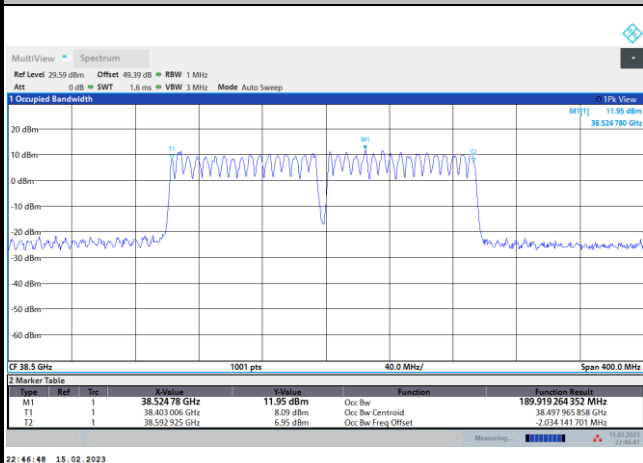 MultiView Spectrum
Ref Level 29.59 dBm Offset 49.39 dB RBW 1 MHz
Att 0 dB SWT 1.6 ms VBW 3 MHz Mode Auto Sweep
1 Occupied Bandwidth 1Pk View
M1[1] 11.95 dBm
38.524 780 GHz
20 dBm
M1
T1
T2
10 dBm
0 dBm
-10 dBm
-20 dBm
-30 dBm
-40 dBm
-50 dBm
-60 dBm
CF 38.5 GHz 1001 pts 40.0 MHz/ Span 400.0 MHz
2 Marker Table
Type Ref Trc X-Value Y-Value Function Function Result
M1 1 38.524 78 GHz 11.95 dBm Occ Bw 189.919 264 352 MHz
T1 1 38.403 006 GHz 8.09 dBm Occ Bw Centroid 38.497 965 858 GHz
T2 1 38.592 925 GHz 6.95 dBm Occ Bw Freq Offset -2.034 141 701 MHz
Measuring... 15.02.2023
22:46:47
22:46:48 15.02.2023